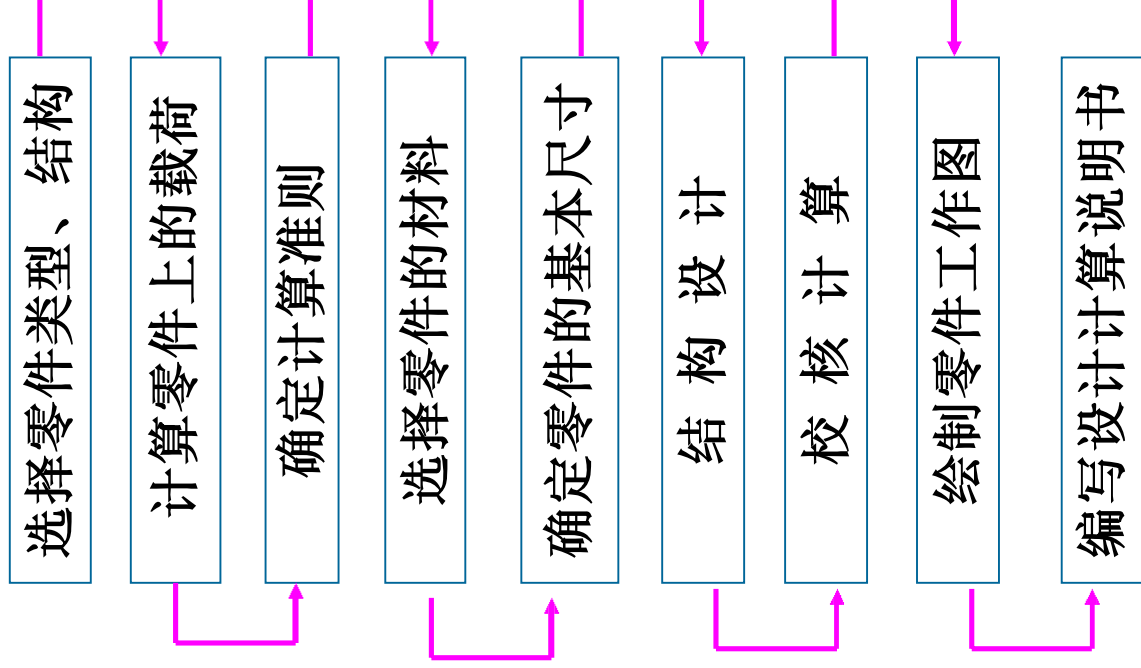 选择零件类型、结构
计算零件上的载荷
确定计算准则
选择零件的材料
确定零件的基本尺寸
结 构 设 计
校 核 计 算
绘制零件工作图
编写设计计算说明书